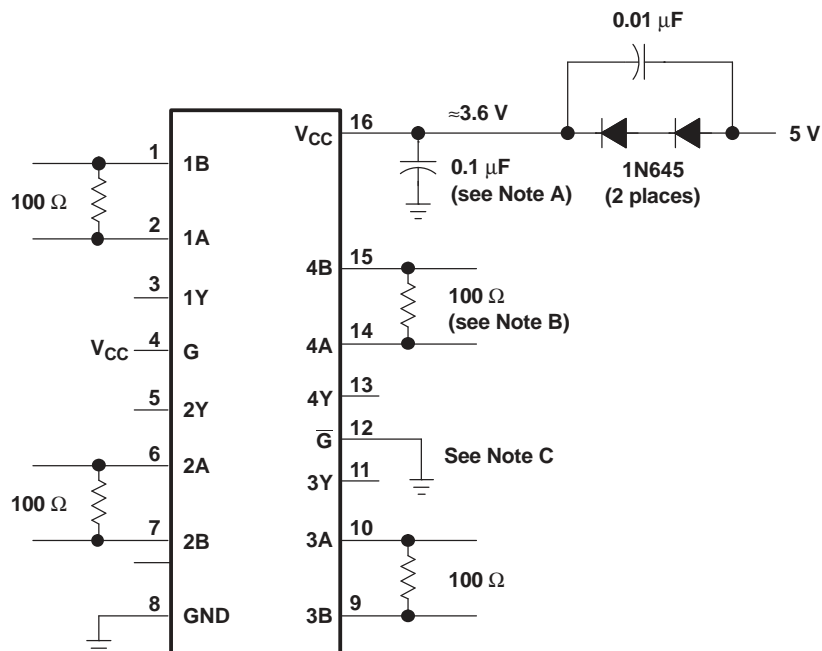 0.01 μF
≈3.6 V
5 V
1N645
(2 places)
VCC
16
0.1 μF
(see Note A)
1
1B
100 Ω
2
1A
3
1Y
VCC
4
G
5
2Y
6
2A
100 Ω
7
2B
8
GND
4B
15
100 Ω
(see Note B)
4A
14
4Y
13
G̅
12
See Note C
3Y
11
3A
10
100 Ω
3B
9